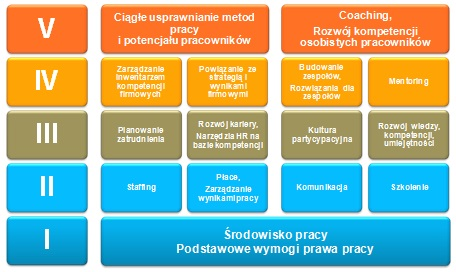 V
Ciągłe usprawnianie metod
pracy
i potencjału pracowników
Coaching,
Rozwój kompetencji
osobistych pracowników
IV
Zarządzanie
inwentarzem
kompetencji
firmowych
Powiązanie ze
strategią i
wynikami
firmowymi
Budowanie
zespołów,
Rozwiązania dla
zespołów
Mentoring
III
Planowanie
zatrudnienia
Rozwój kariery,
Narzędzia HR na
bazie kompetencji
Kultura
partycypacyjna
Rozwój wiedzy,
kompetencji,
umiejętności
II
Staffing
Płace,
Zarządzanie
wynikami pracy
Komunikacja
Szkolenie
I
Środowisko pracy
Podstawowe wymogi prawa pracy